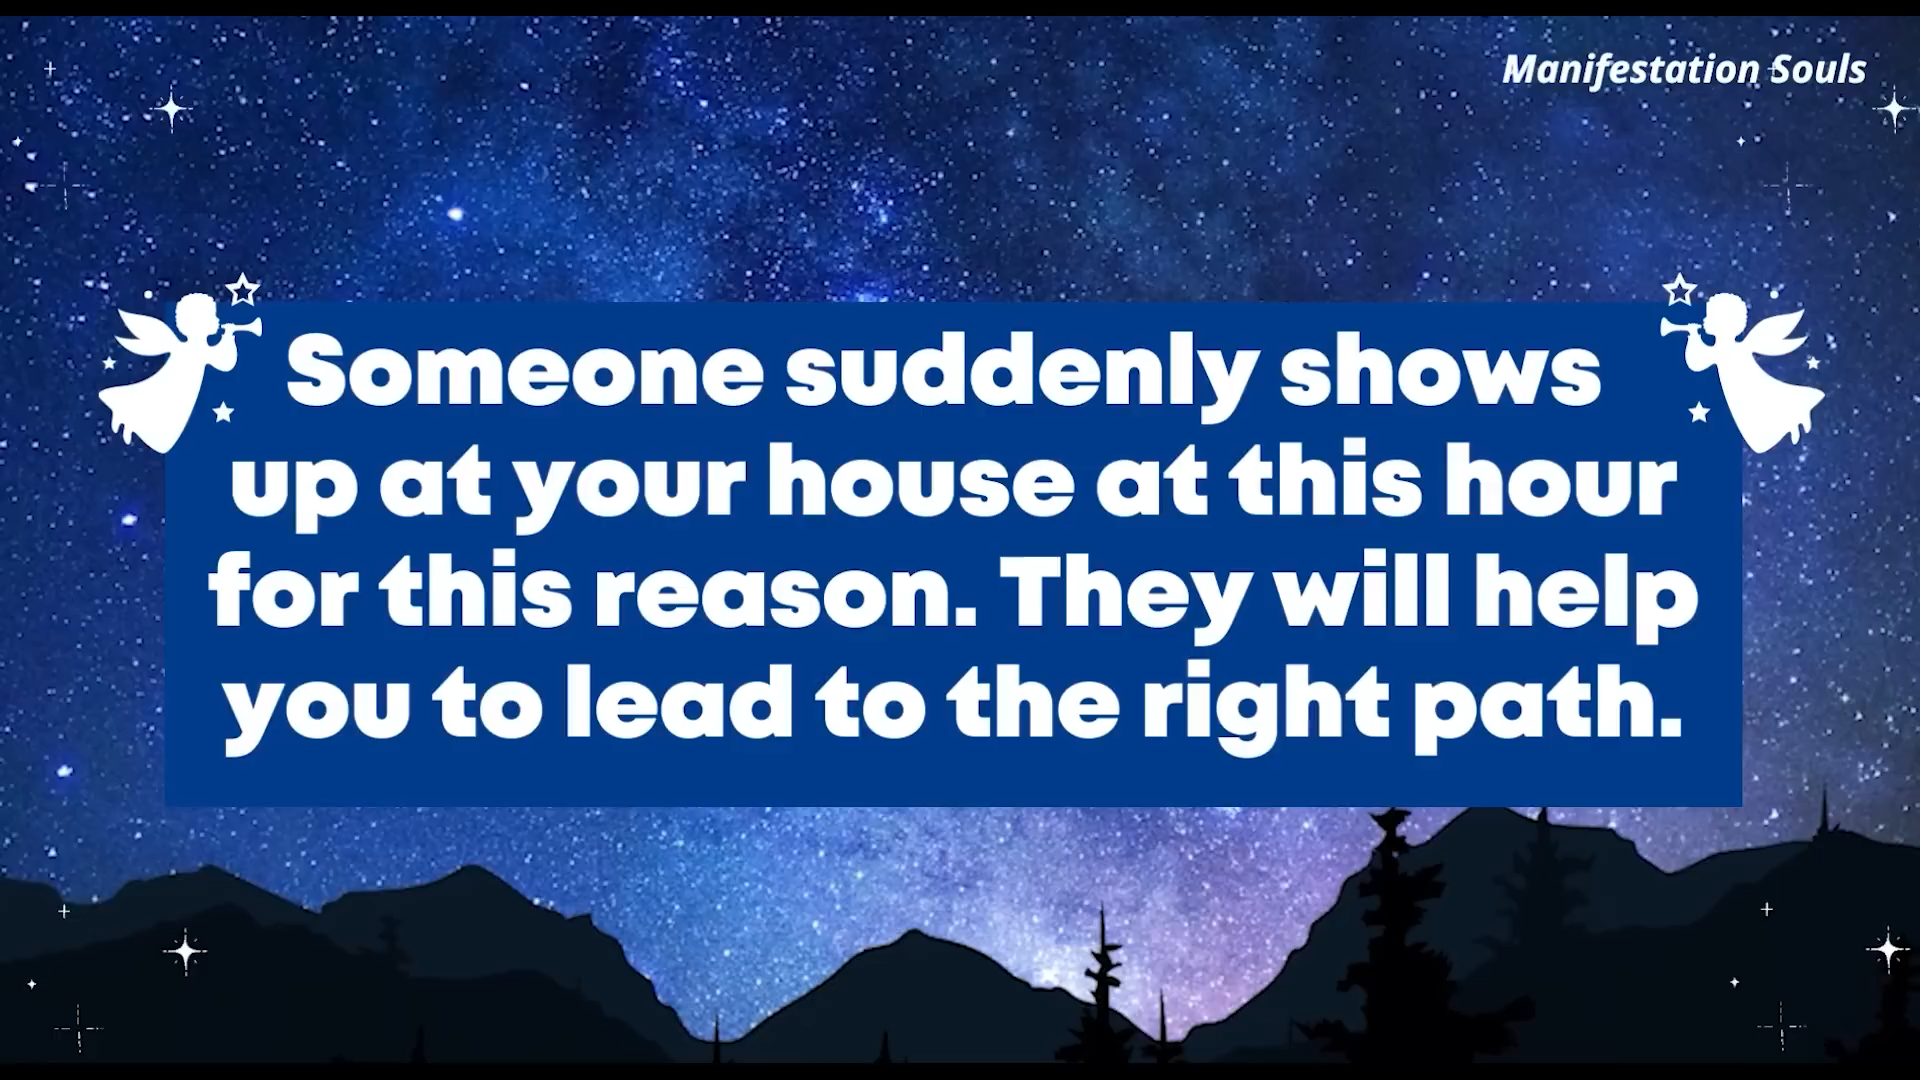 Manifestation Souls
Someone suddenly shows
up at your house at this hour
for this reason. They will help
you to lead to the right path.